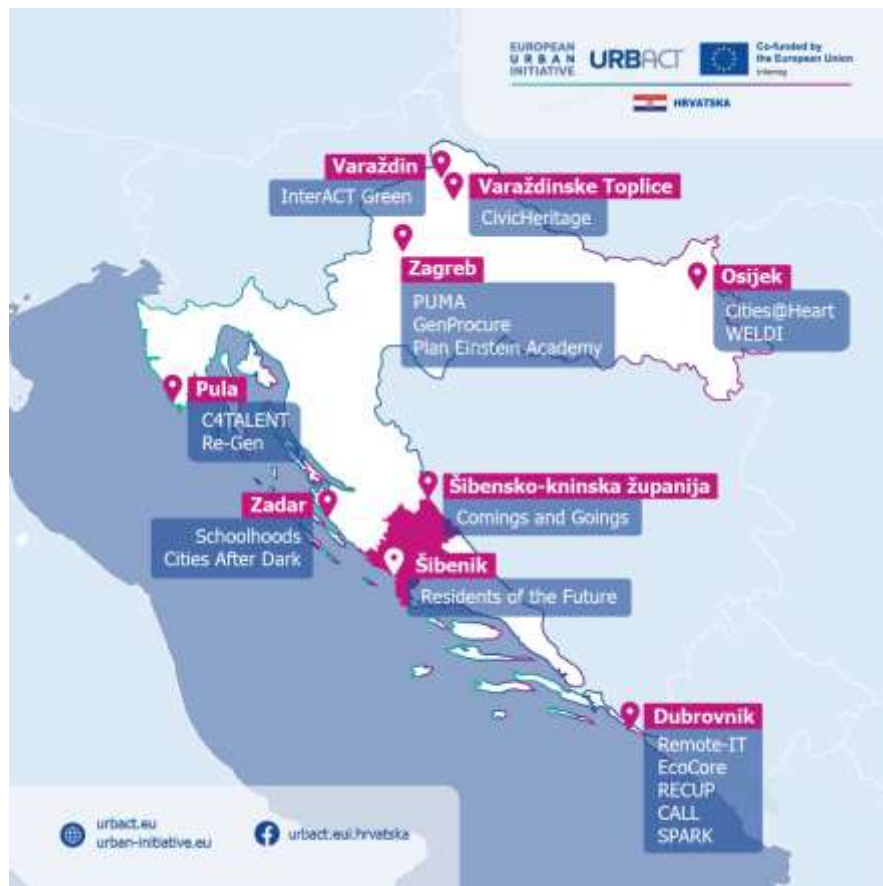 EUROPEAN
URBAN
INITIATIVE
URBACT
Co-funded by
the European Union
Interreg
HRVATSKA
Varaždin
InterACT Green
Varaždinske Toplice
CivicHeritage
Zagreb
PUMA
GenProcure
Plan Einstein Academy
Osijek
Cities@Heart
WELDI
Pula
C4TALENT
Re-Gen
Zadar
Schoolhoods
Cities After Dark
Šibensko-kninska županija
Comings and Goings
Šibenik
Residents of the Future
Dubrovnik
Remote-IT
EcoCore
RECUP
CALL
SPARK
urbact.eu
urban-initiative.eu
urbact.eui.hrvatska